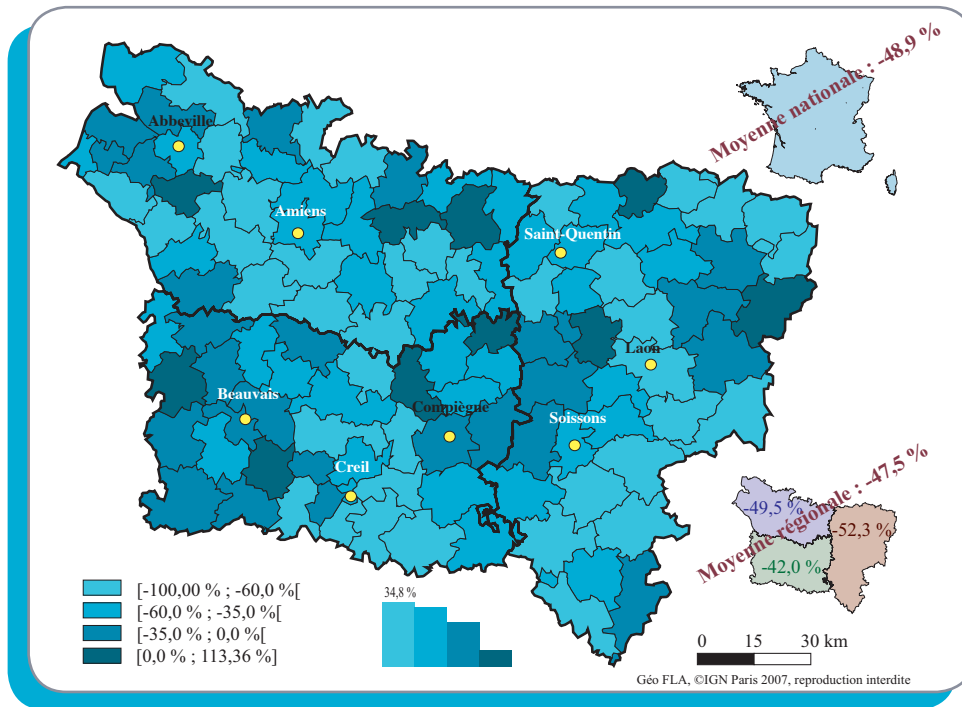 Moyenne nationale : -48,9 %
Abbeville
Amiens
Saint-Quentin
Laon
Beauvais
Compiègne
Soissons
Creil
Moyenne régionale : -47,5 %
-49,5 %
-52,3 %
-42,0 %
[-100,00 % ; -60,0%[
[-60,0 % ; -35,0 %[
[-35,0 % ; 0,0 %[
[0,0 % ; 113,36 %]
34,8 %
0 15 30 km
Géo FLA, ©IGN Paris 2007, reproduction interdite